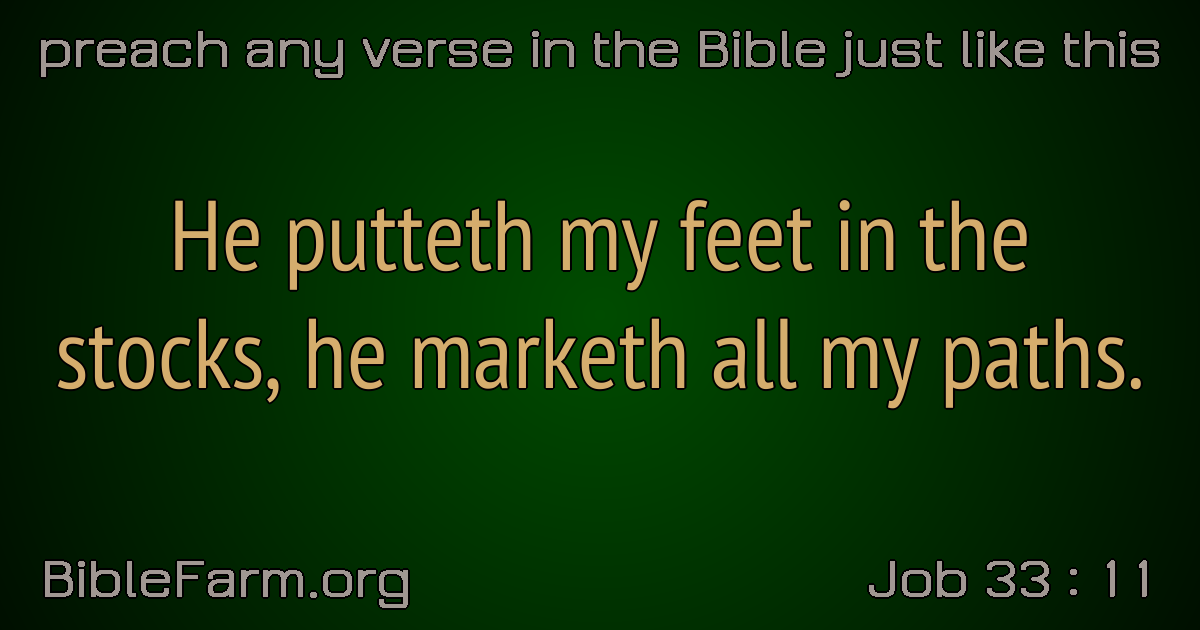 preach any verse in the Bible just like this
He putteth my feet in the
stocks, he marketh all my paths.
BibleFarm.org
Job 33 : 11